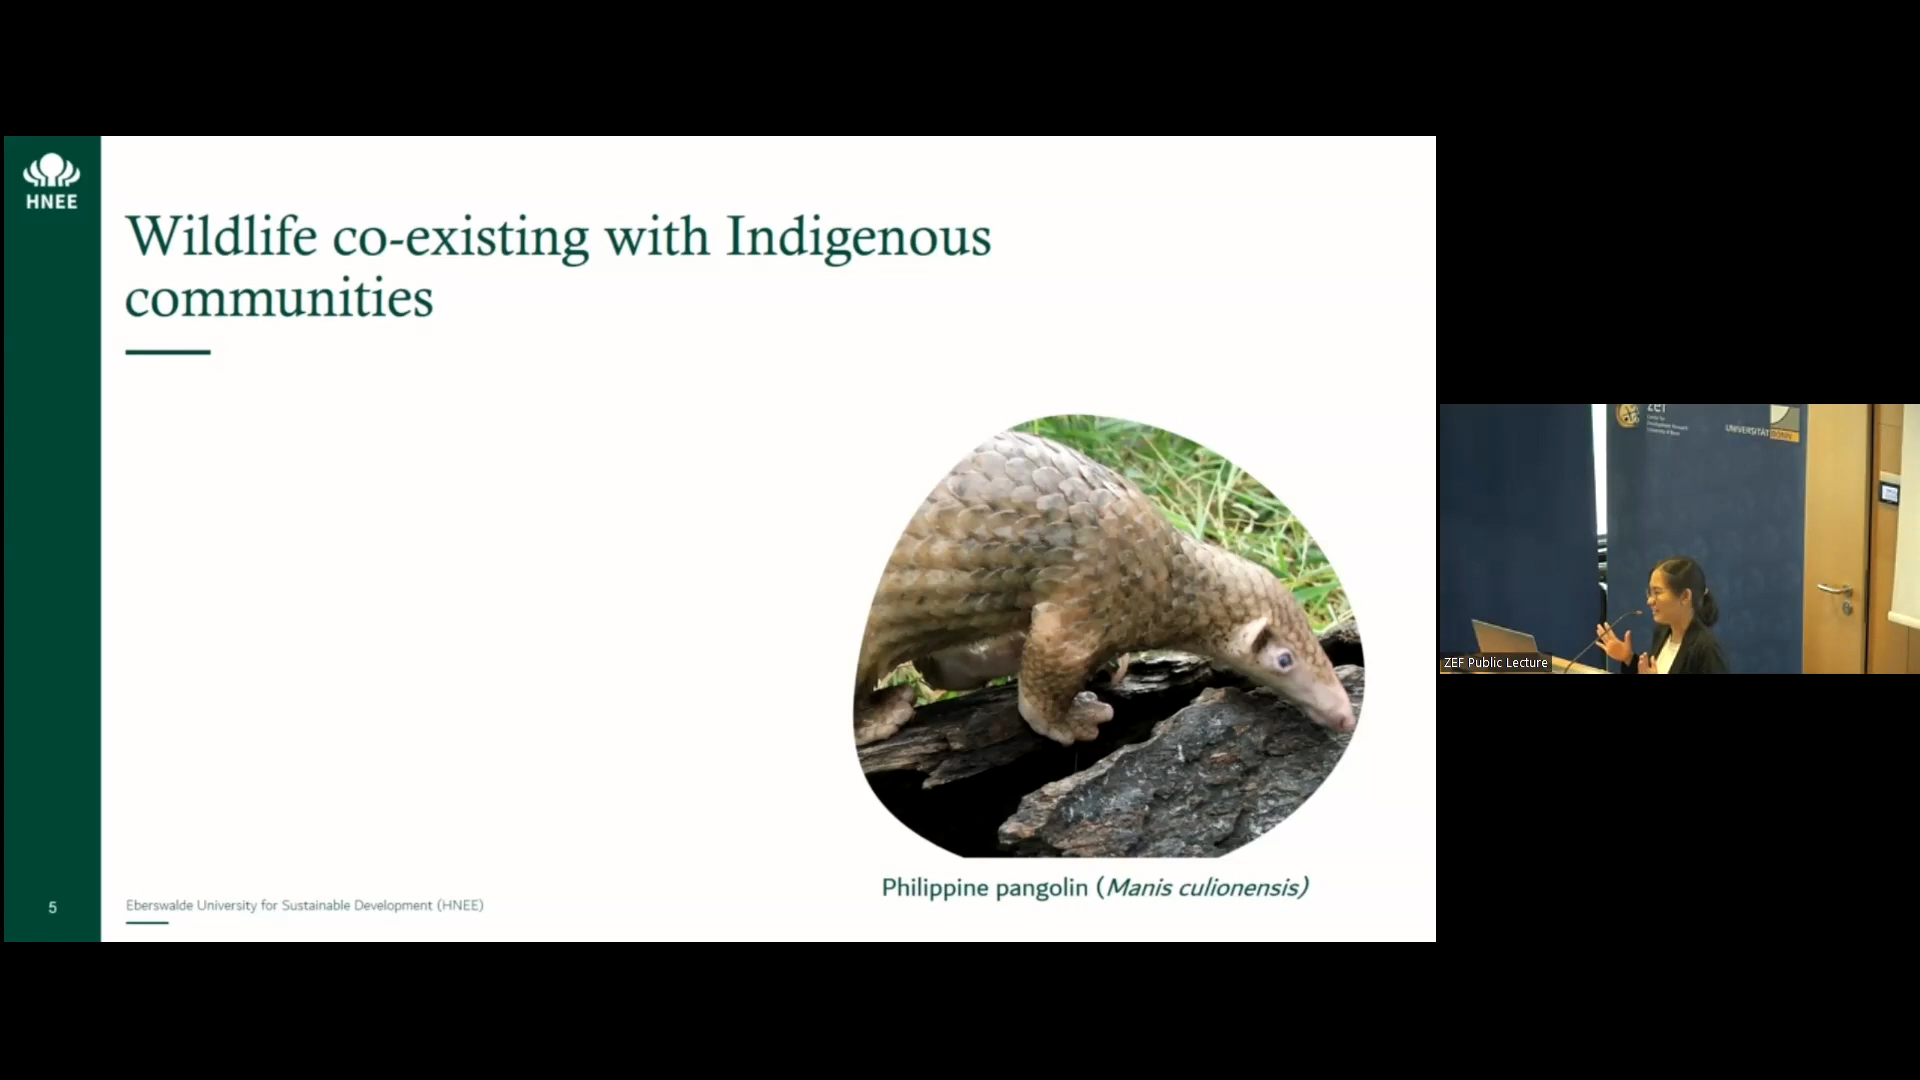 HNEE
Wildlife co-existing with Indigenous
communities
Philippine pangolin (Manis culionensis)
5
Eberswalde University for Sustainable Development (HNEE)
zef
UNIVERSITÄT BONN
ZEF Public Lecture